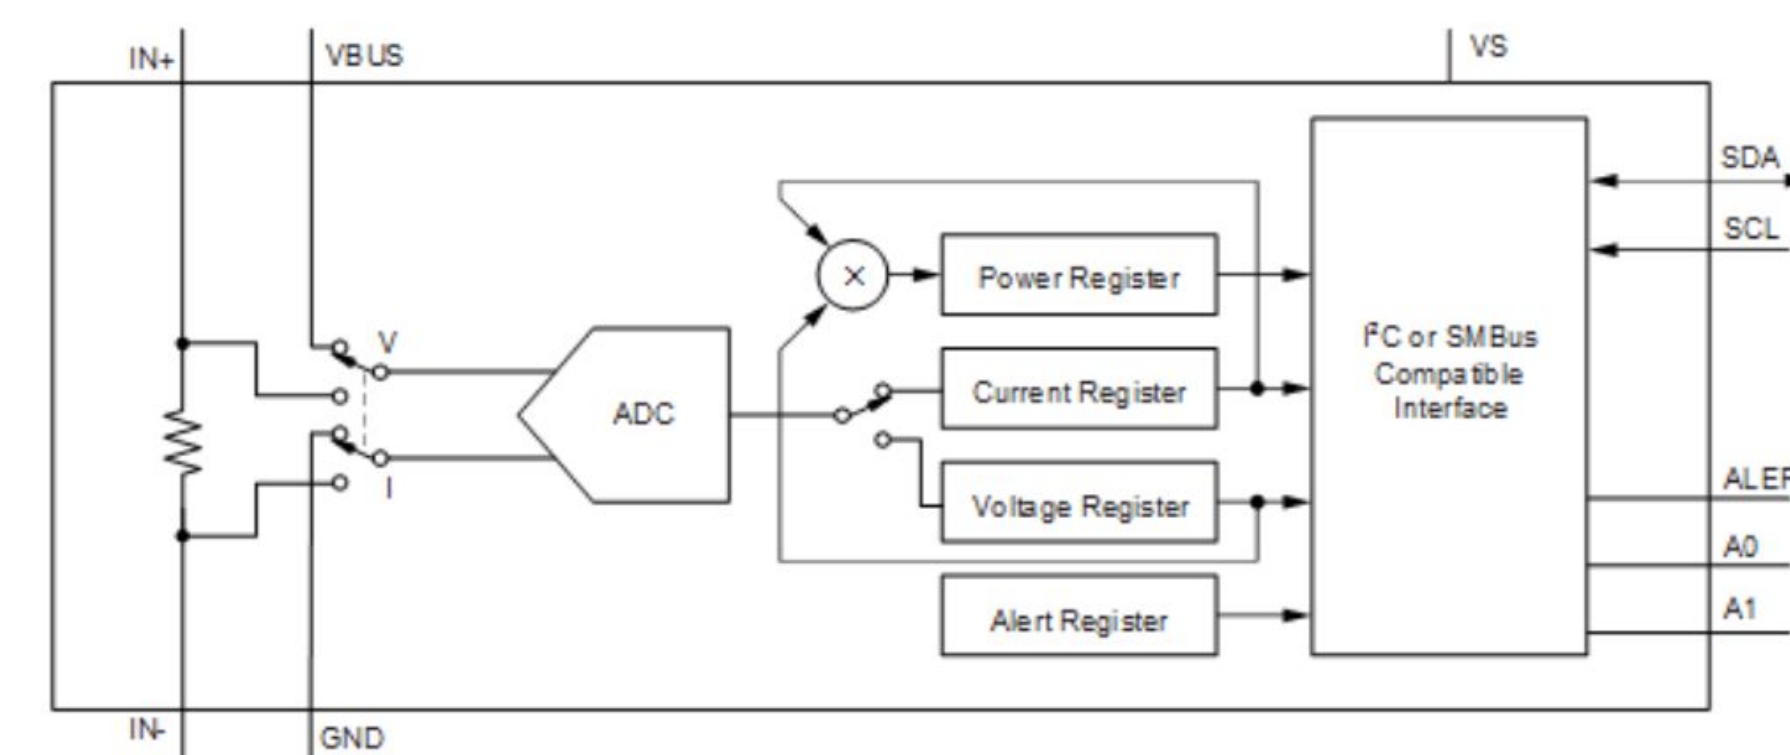 IN+
VBUS
VS
SDA
SCL
Power Register
V
I²C or SMBus
Compatible
Interface
Current Register
ADC
I
Voltage Register
A0
Alert Register
A1
IN-
GND